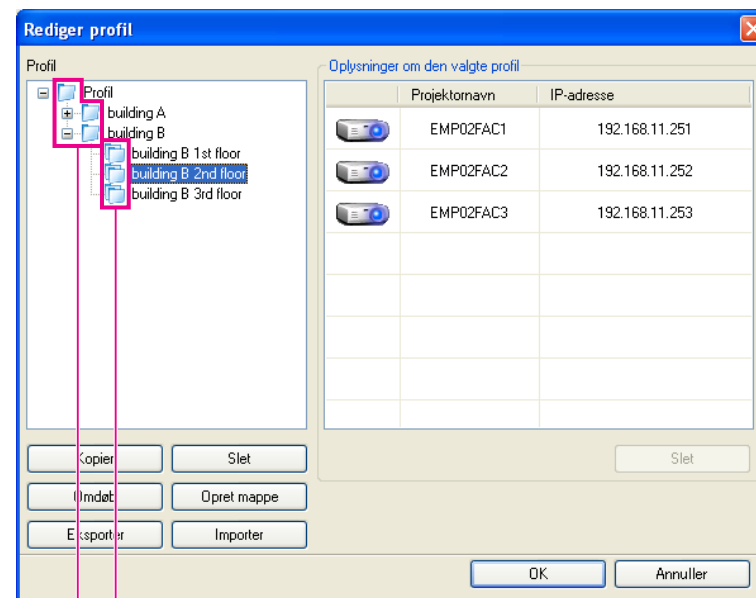 Rediger profil
Profil
Profil
building A
building B
building B 1st floor
building B 2nd floor
building B 3rd floor
Kopier
Slet
Omdøb
Opret mappe
Eksporter
Importer
Oplysninger om den valgte profil
Projektornavn IP-adresse
EMP02FAC1 192.168.11.251
EMP02FAC2 192.168.11.252
EMP02FAC3 192.168.11.253
Slet
OK
Annuller